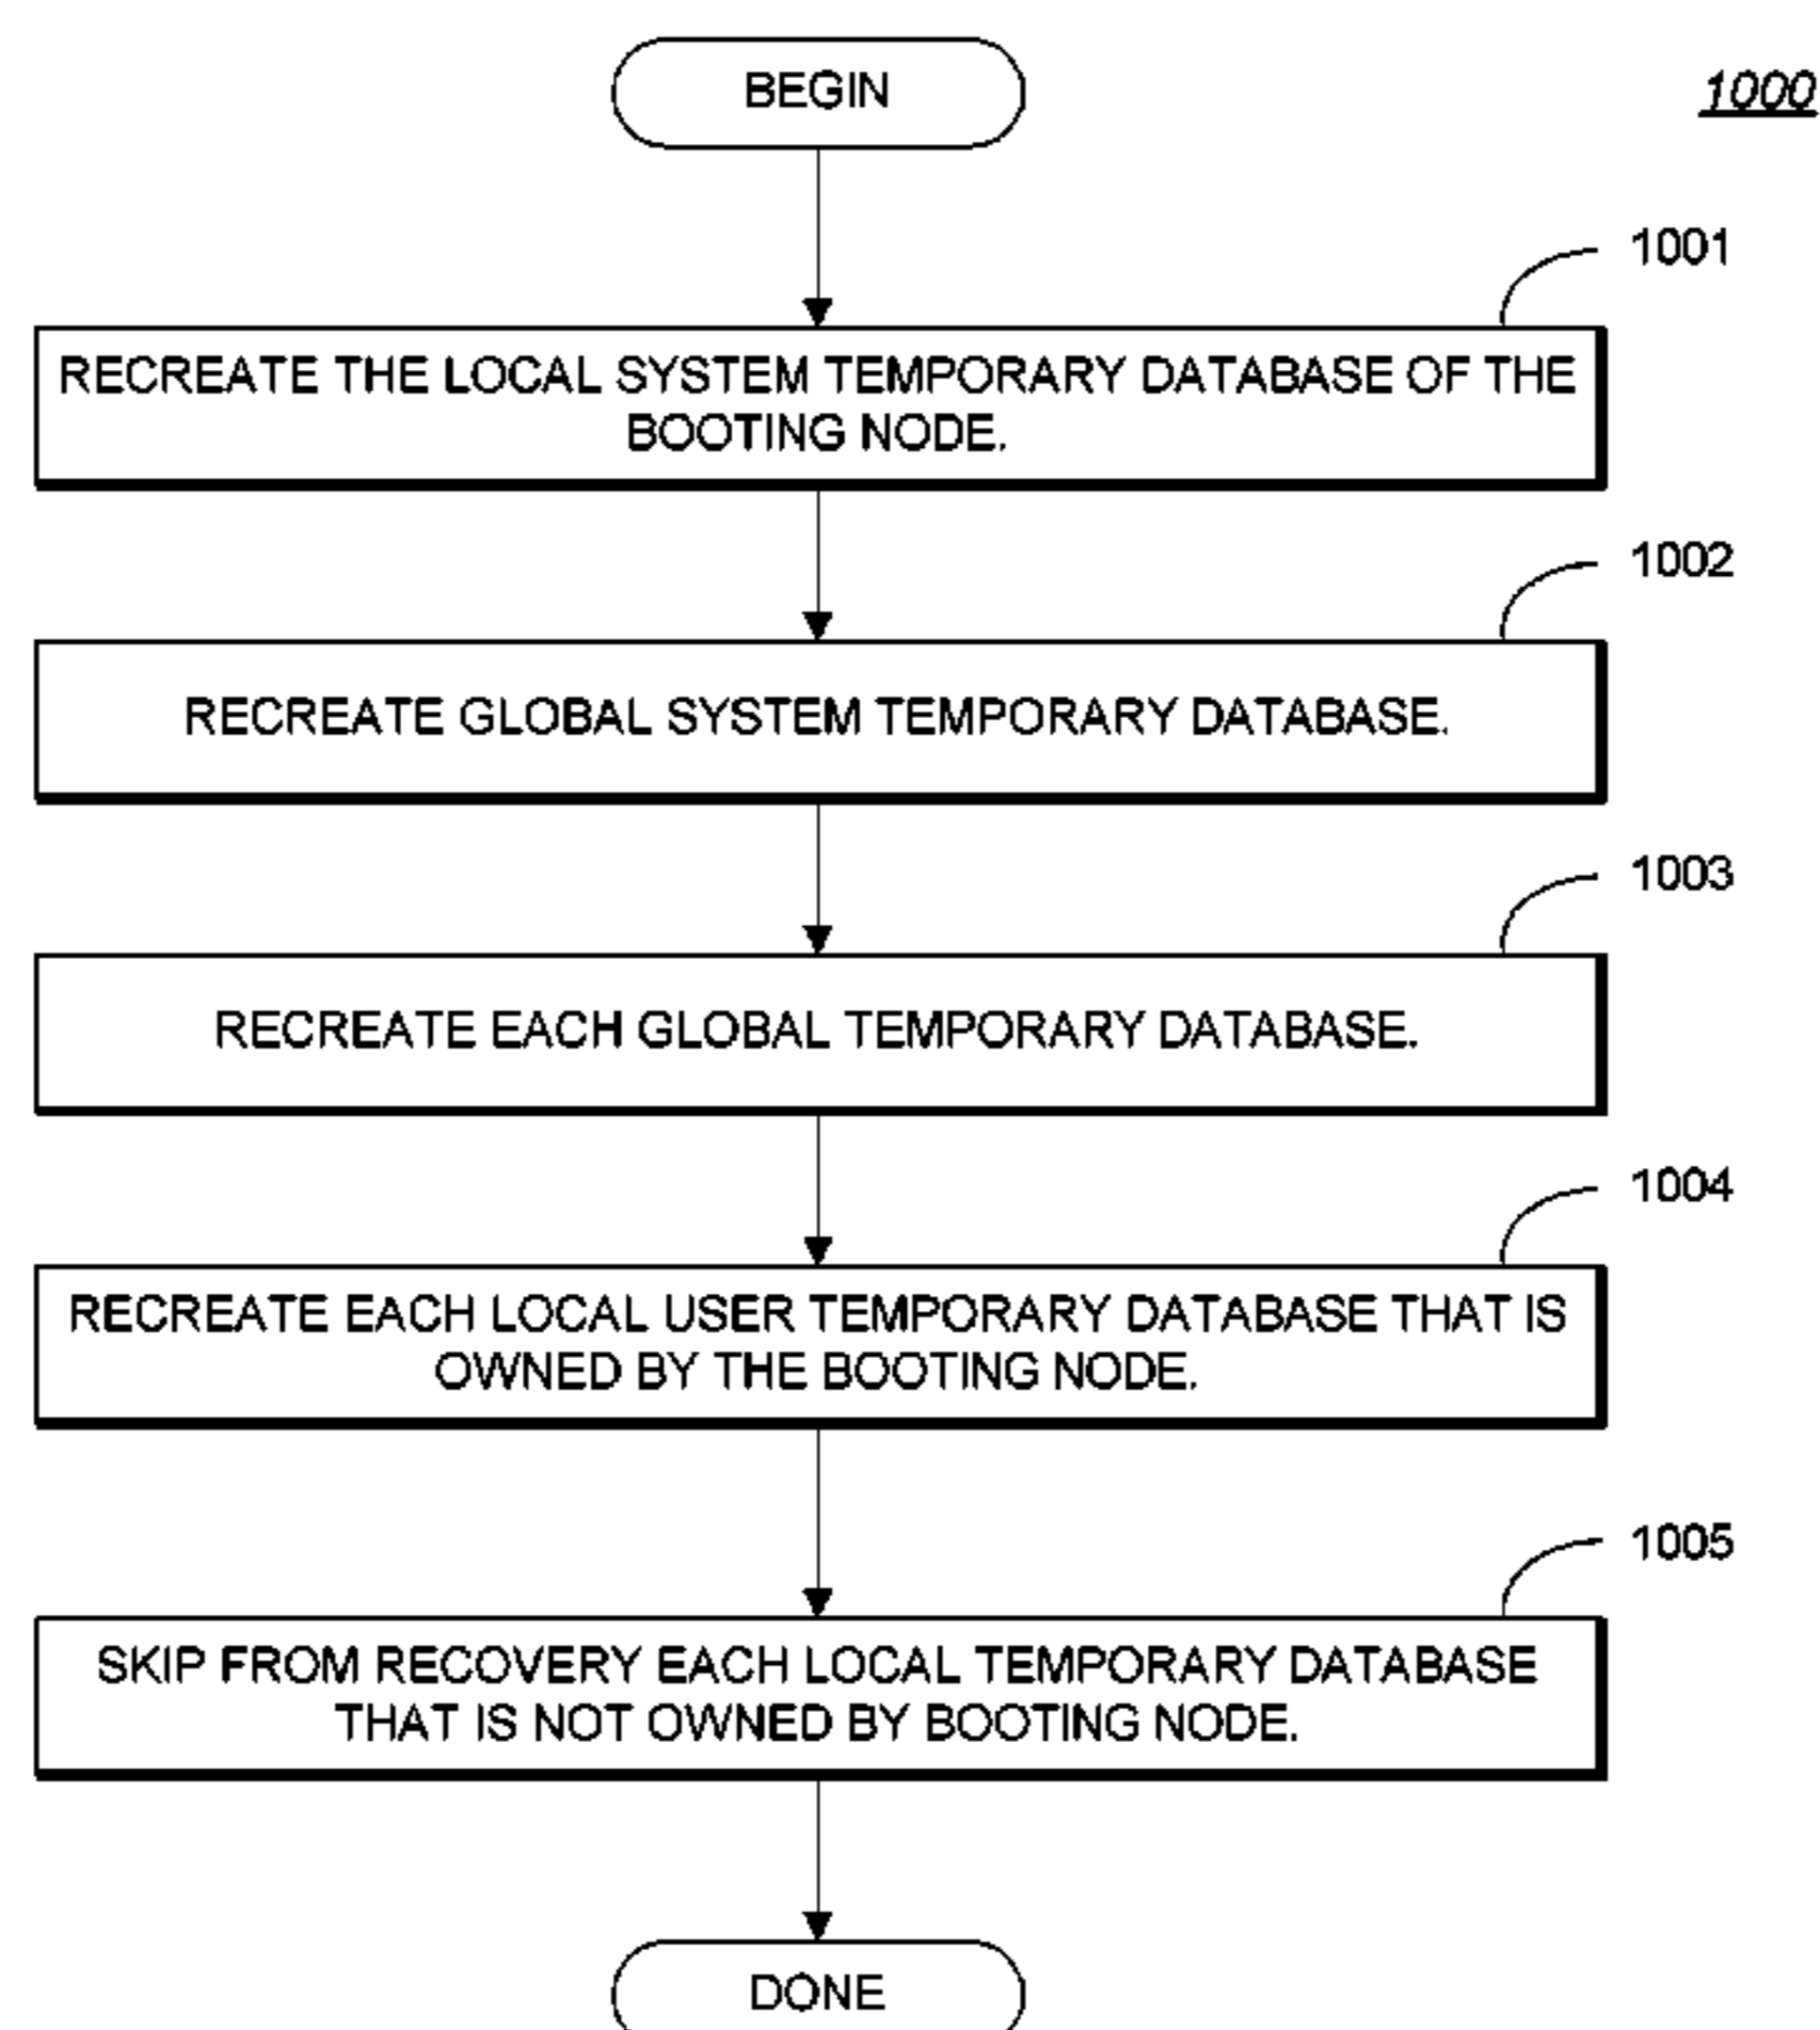 BEGIN
1000
1001
RECREATE THE LOCAL SYSTEM TEMPORARY DATABASE OF THE
BOOTING NODE.
1002
RECREATE GLOBAL SYSTEM TEMPORARY DATABASE.
1003
RECREATE EACH GLOBAL TEMPORARY DATABASE.
1004
RECREATE EACH LOCAL USER TEMPORARY DATABASE THAT IS
OWNED BY THE BOOTING NODE.
1005
SKIP FROM RECOVERY EACH LOCAL TEMPORARY DATABASE
THAT IS NOT OWNED BY BOOTING NODE.
DONE